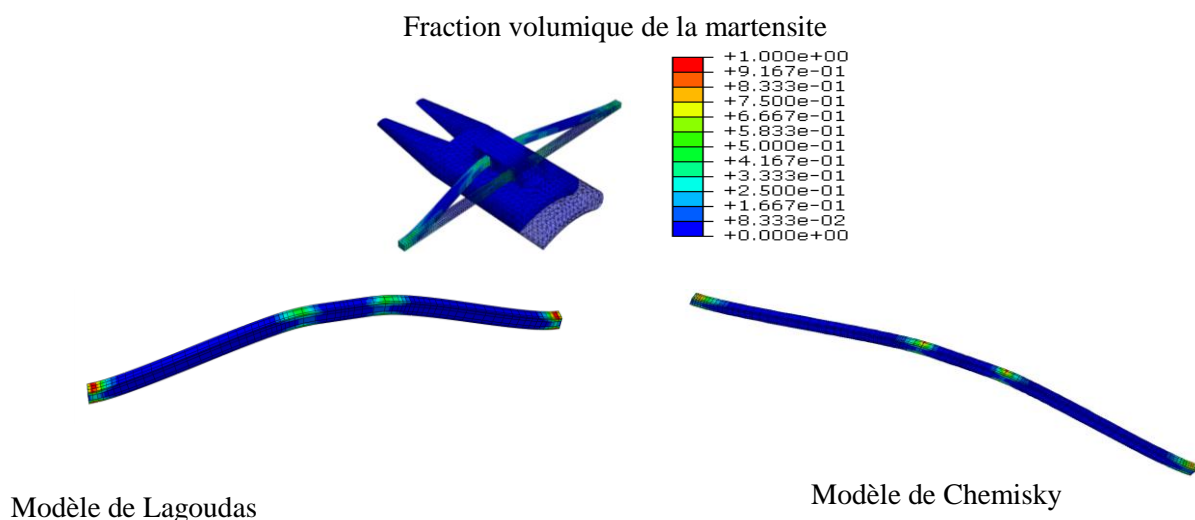 Fraction volumique de la martensite
+1.000e+00
+9.167e-01
+8.333e-01
+7.500e-01
+6.667e-01
+5.833e-01
+5.000e-01
+4.167e-01
+3.333e-01
+2.500e-01
+1.667e-01
+8.333e-02
+0.000e+00
Modèle de Lagoudas
Modèle de Chemisky